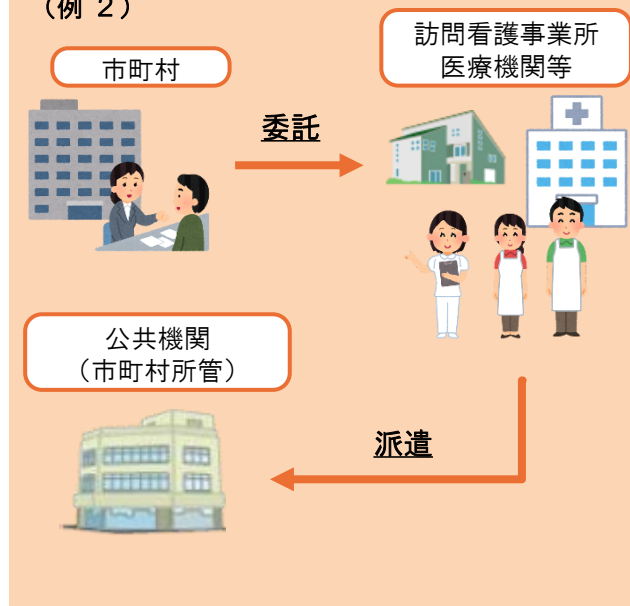 （例 2）
市町村
訪問看護事業所
医療機関等
委託
公共機関
（市町村所管）
派遣